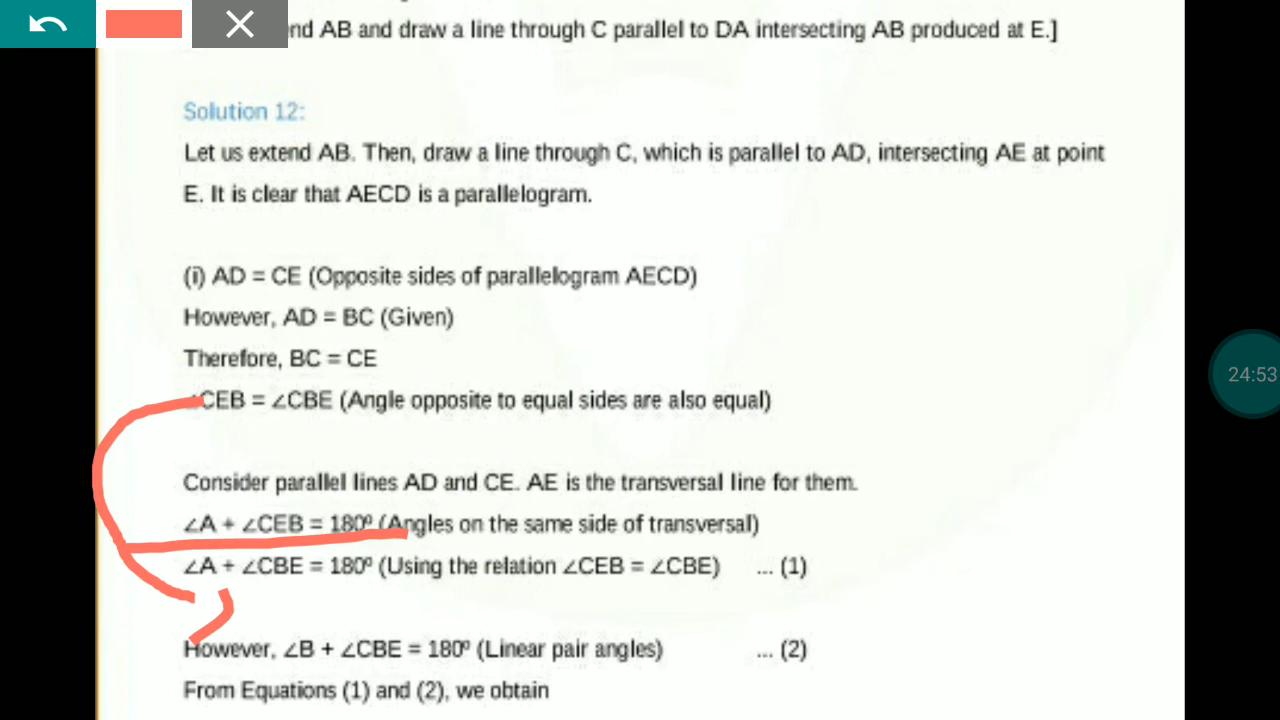 nd AB and draw a line through C parallel to DA intersecting AB produced at E.]
Solution 12:
Let us extend AB. Then, draw a line through C, which is parallel to AD, intersecting AE at point
E. It is clear that AECD is a parallelogram.
(i) AD = CE (Opposite sides of parallelogram AECD)
However, AD = BC (Given)
Therefore, BC = CE
∠CEB = ∠CBE (Angle opposite to equal sides are also equal)
Consider parallel lines AD and CE. AE is the transversal line for them.
∠A + ∠CEB = 180º (Angles on the same side of transversal)
∠A + ∠CBE = 180º (Using the relation ∠CEB = ∠CBE) ... (1)
However, ∠B + ∠CBE = 180º (Linear pair angles) ... (2)
From Equations (1) and (2), we obtain
24:53